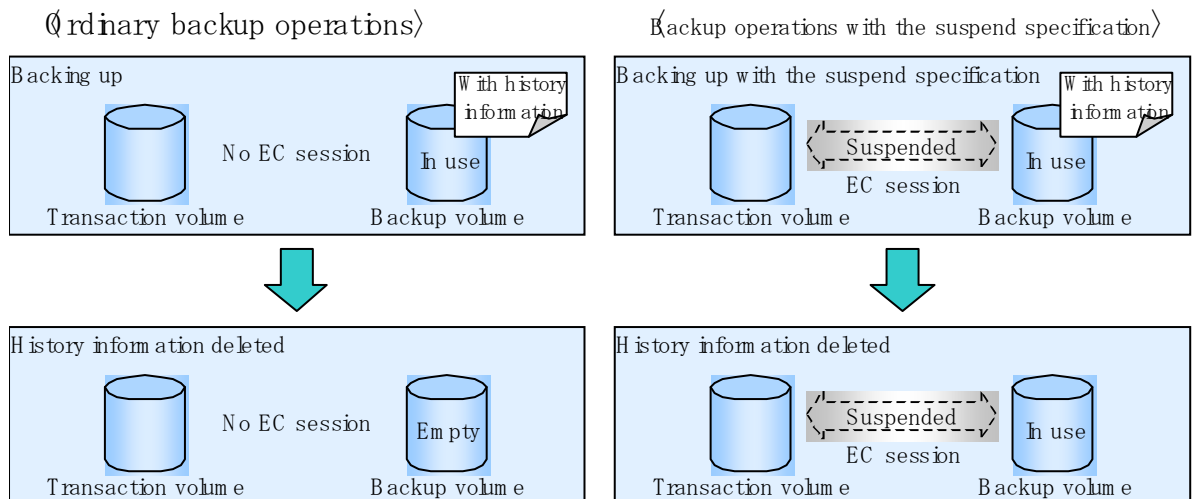 〈Ordinary backup operations〉
Backing up
With history
information
No EC session
In use
Transaction volume
Backup volume
History information deleted
No EC session
Empty
Transaction volume
Backup volume
〈Backup operations with the suspend specification〉
Backing up with the suspend specification
With history
information
Suspended
In use
EC session
Transaction volume
Backup volume
History information deleted
Suspended
In use
EC session
Transaction volume
Backup volume